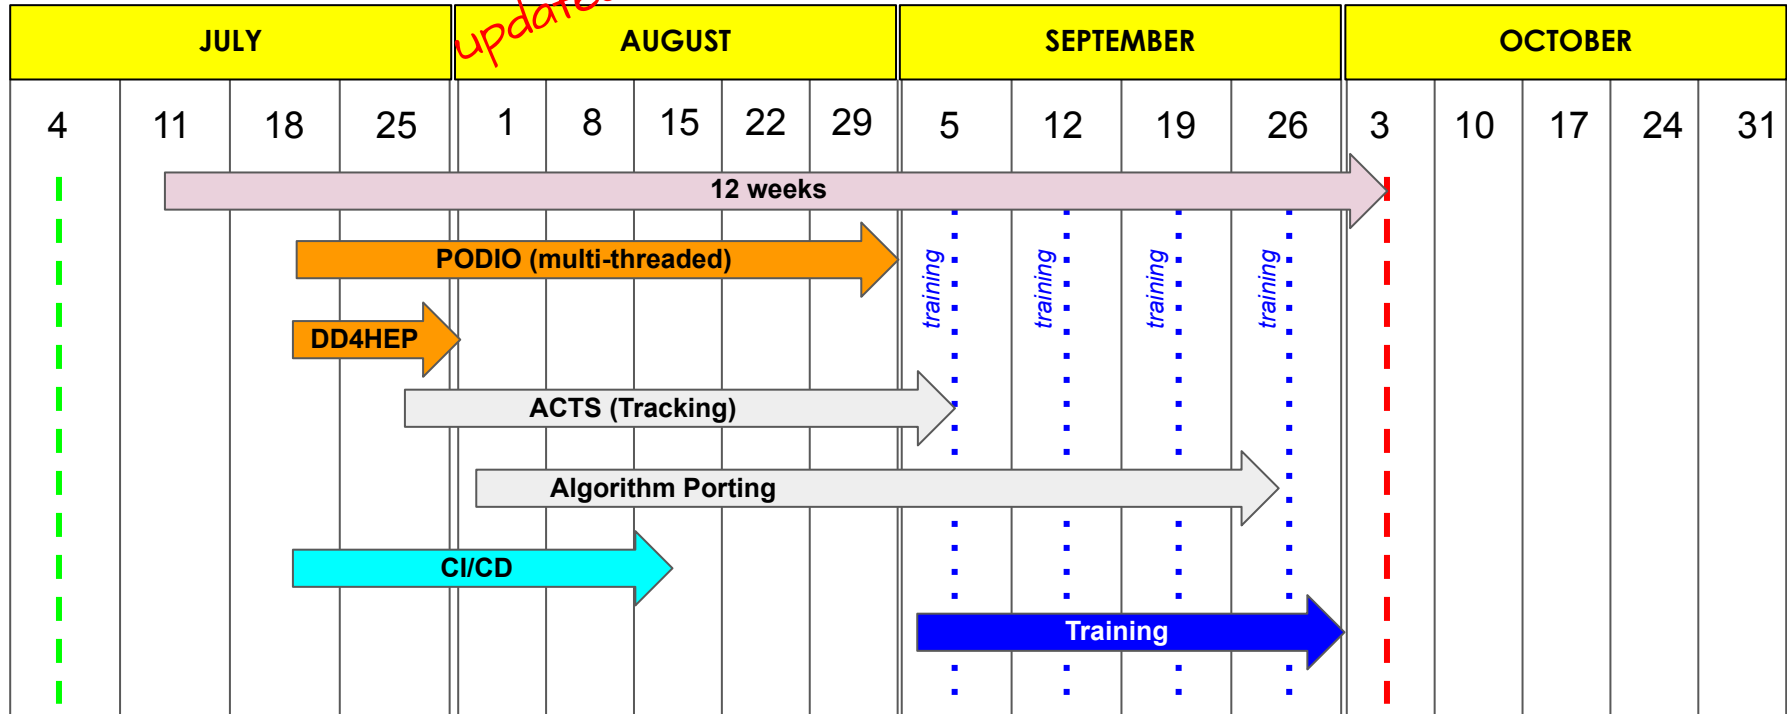 updated
JULY AUGUST SEPTEMBER OCTOBER
4 11 18 25 1 8 15 22 29 5 12 19 26 3 10 17 24 31
12 weeks
PODIO (multi-threaded)
training training training training
DD4HEP
ACTS (Tracking)
Algorithm Porting
CI/CD
Training